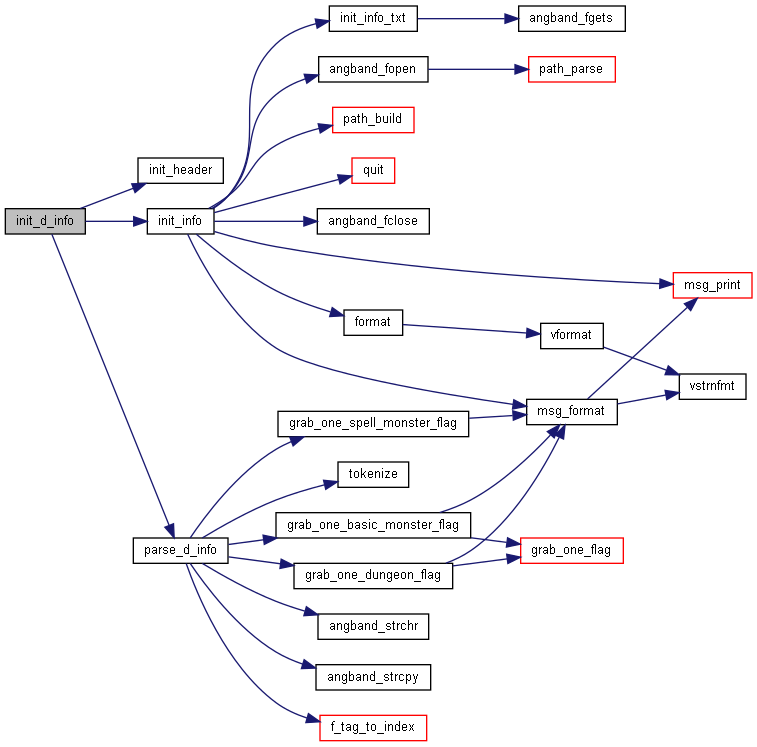 init_info_txt
angband_fgets
angband_fopen
path_parse
path_build
init_header
quit
init_d_info
init_info
angband_fclose
msg_print
format
vformat
vstrnfmt
msg_format
grab_one_spell_monster_flag
tokenize
grab_one_basic_monster_flag
parse_d_info
grab_one_flag
grab_one_dungeon_flag
angband_strchr
angband_strcpy
f_tag_to_index